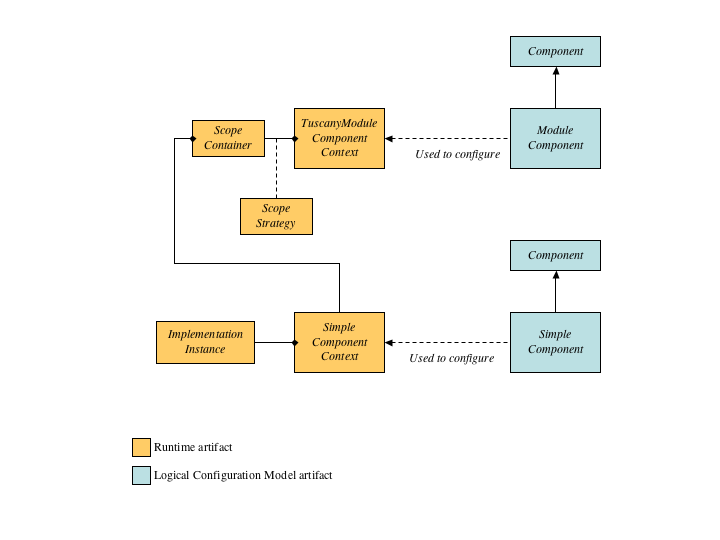 Component
Scope
Container
TuscanyModule
Component
Context
Module
Component
Used to configure
Scope
Strategy
Component
Implementation
Instance
Simple
Component
Context
Simple
Component
Used to configure
Runtime artifact
Logical Configuration Model artifact